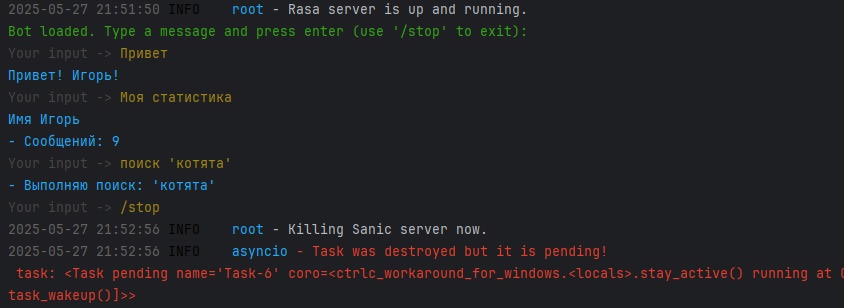 2025-05-27 21:51:50 INFO root - Rasa server is up and running.
Bot loaded. Type a message and press enter (use '/stop' to exit):
Your input -> Привет
Привет! Игорь!
Your input -> Моя статистика
Имя Игорь
- Сообщений: 9
Your input -> поиск 'котята'
- Выполняю поиск: 'котята'
Your input -> /stop
2025-05-27 21:52:56 INFO root - Killing Sanic server now.
2025-05-27 21:52:56 INFO asyncio - Task was destroyed but it is pending!
task: <Task pending name='Task-6' coro=<ctrlc_workaround_for_windows.<locals>.stay_active() running at
task_wakeup()]>>